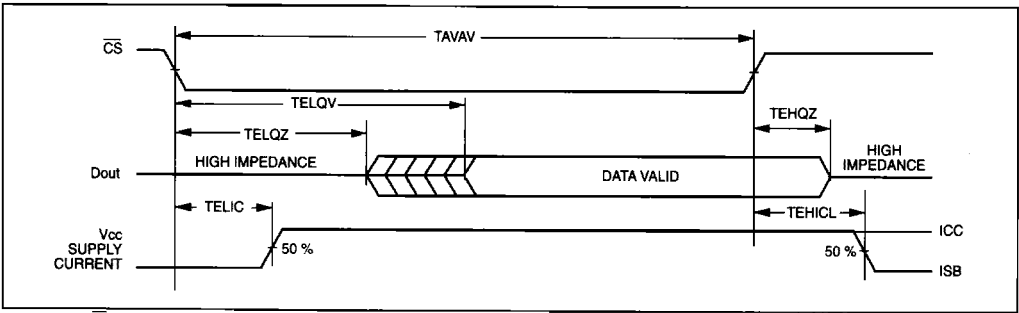 TAVAV
CS
TELQV
TEHQZ
TELQZ
HIGH IMPEDANCE
HIGH
IMPEDANCE
Dout
DATA VALID
TELIC
TEHICL
Vcc
SUPPLY
CURRENT
50 %
50 %
ICC
ISB